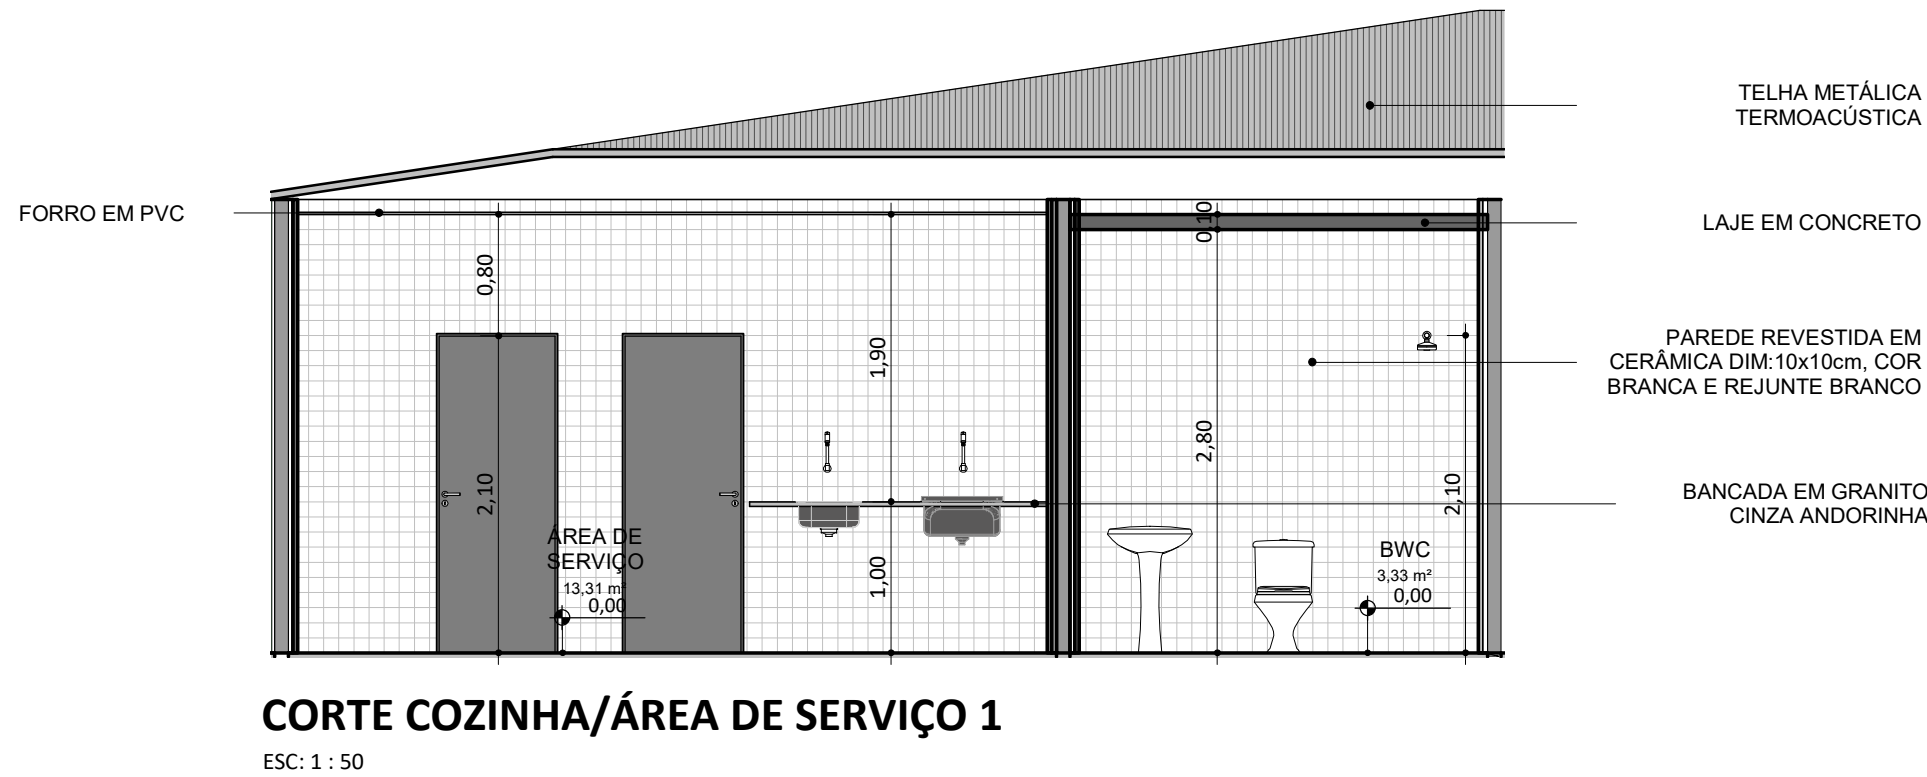 TELHA METÁLICA
TERMOACÚSTICA
FORRO EM PVC
LAJE EM CONCRETO
0,10
0,80
PAREDE REVESTIDA EM
CERÂMICA DIM:10x10cm, COR
BRANCA E REJUNTE BRANCO
1,90
2,80
2,10
2,10
BANCADA EM GRANITO
CINZA ANDORINHA
ÁREA DE
SERVIÇO
13,31 m²
0,00
1,00
BWC
3,33 m²
0,00
CORTE COZINHA/ÁREA DE SERVIÇO 1
ESC: 1 : 50